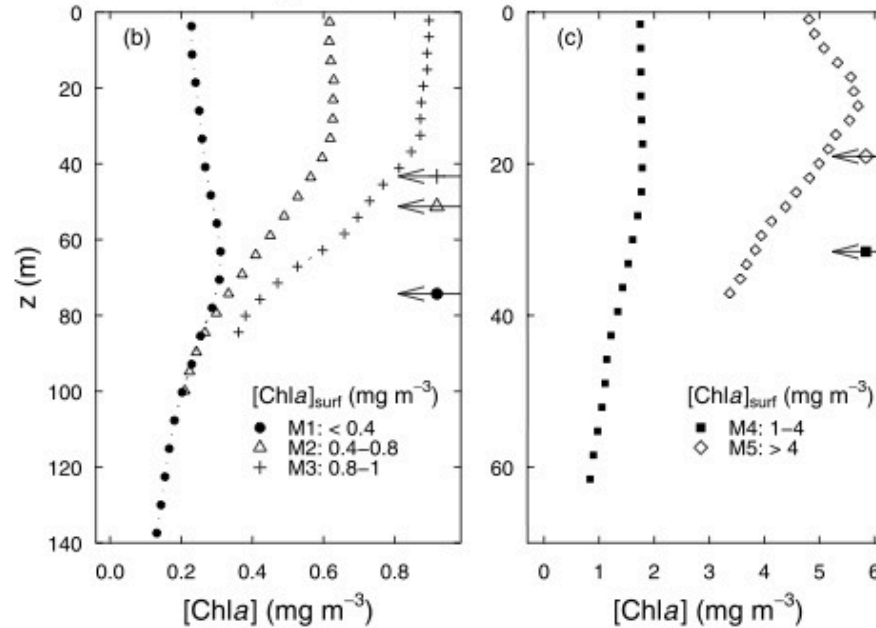 (b)
0
20
40
60
80
100
120
140
z (m)
[Chla]surf (mg m⁻³)
M1: < 0.4
M2: 0.4–0.8
M3: 0.8–1
0.0 0.2 0.4 0.6 0.8
[Chla] (mg m⁻³)
(c)
0
20
40
60
[Chla]surf (mg m⁻³)
M4: 1–4
M5: > 4
0 1 2 3 4 5 6
[Chla] (mg m⁻³)